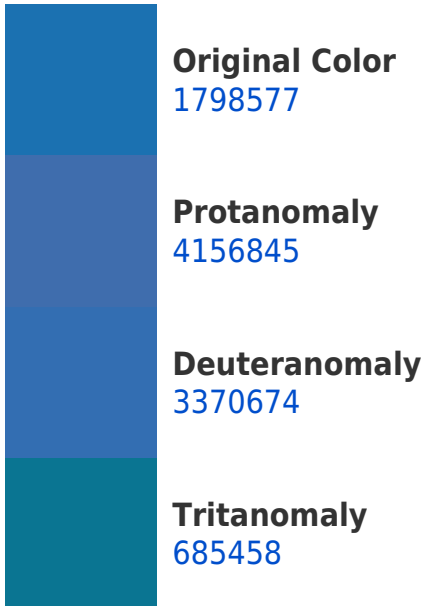 Original Color
1798577
Protanomaly
4156845
Deuteranomaly
3370674
Tritanomaly
685458